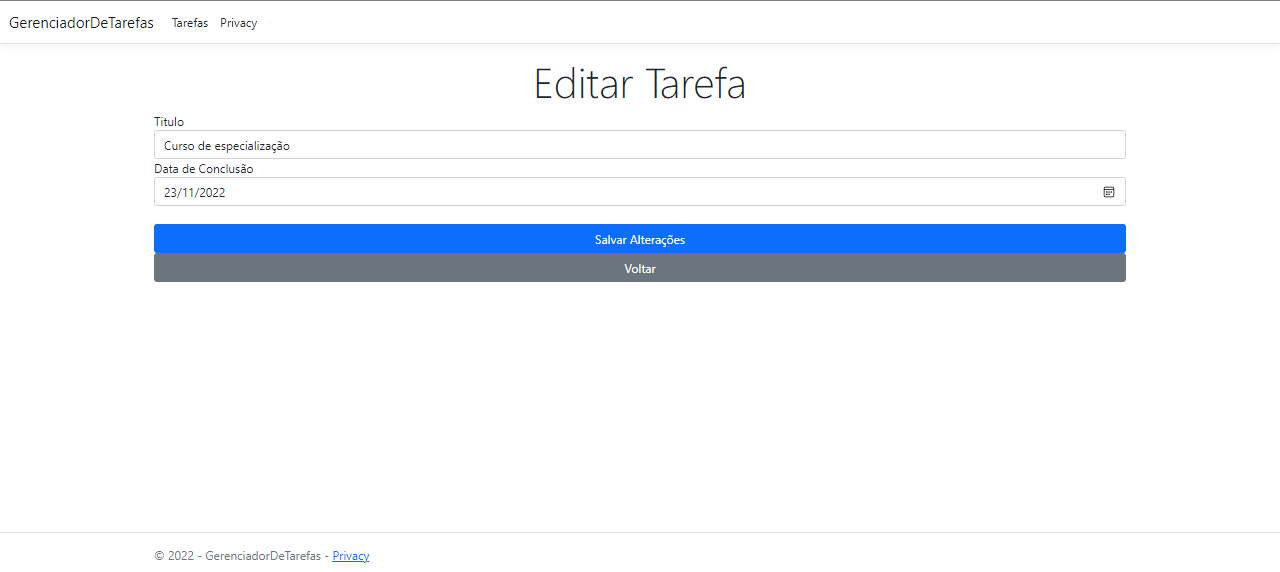 GerenciadorDeTarefas Tarefas Privacy
Editar Tarefa
Titulo
Curso de especialização
Data de Conclusão
23/11/2022
Salvar Alterações
Voltar
© 2022 - GerenciadorDeTarefas - Privacy